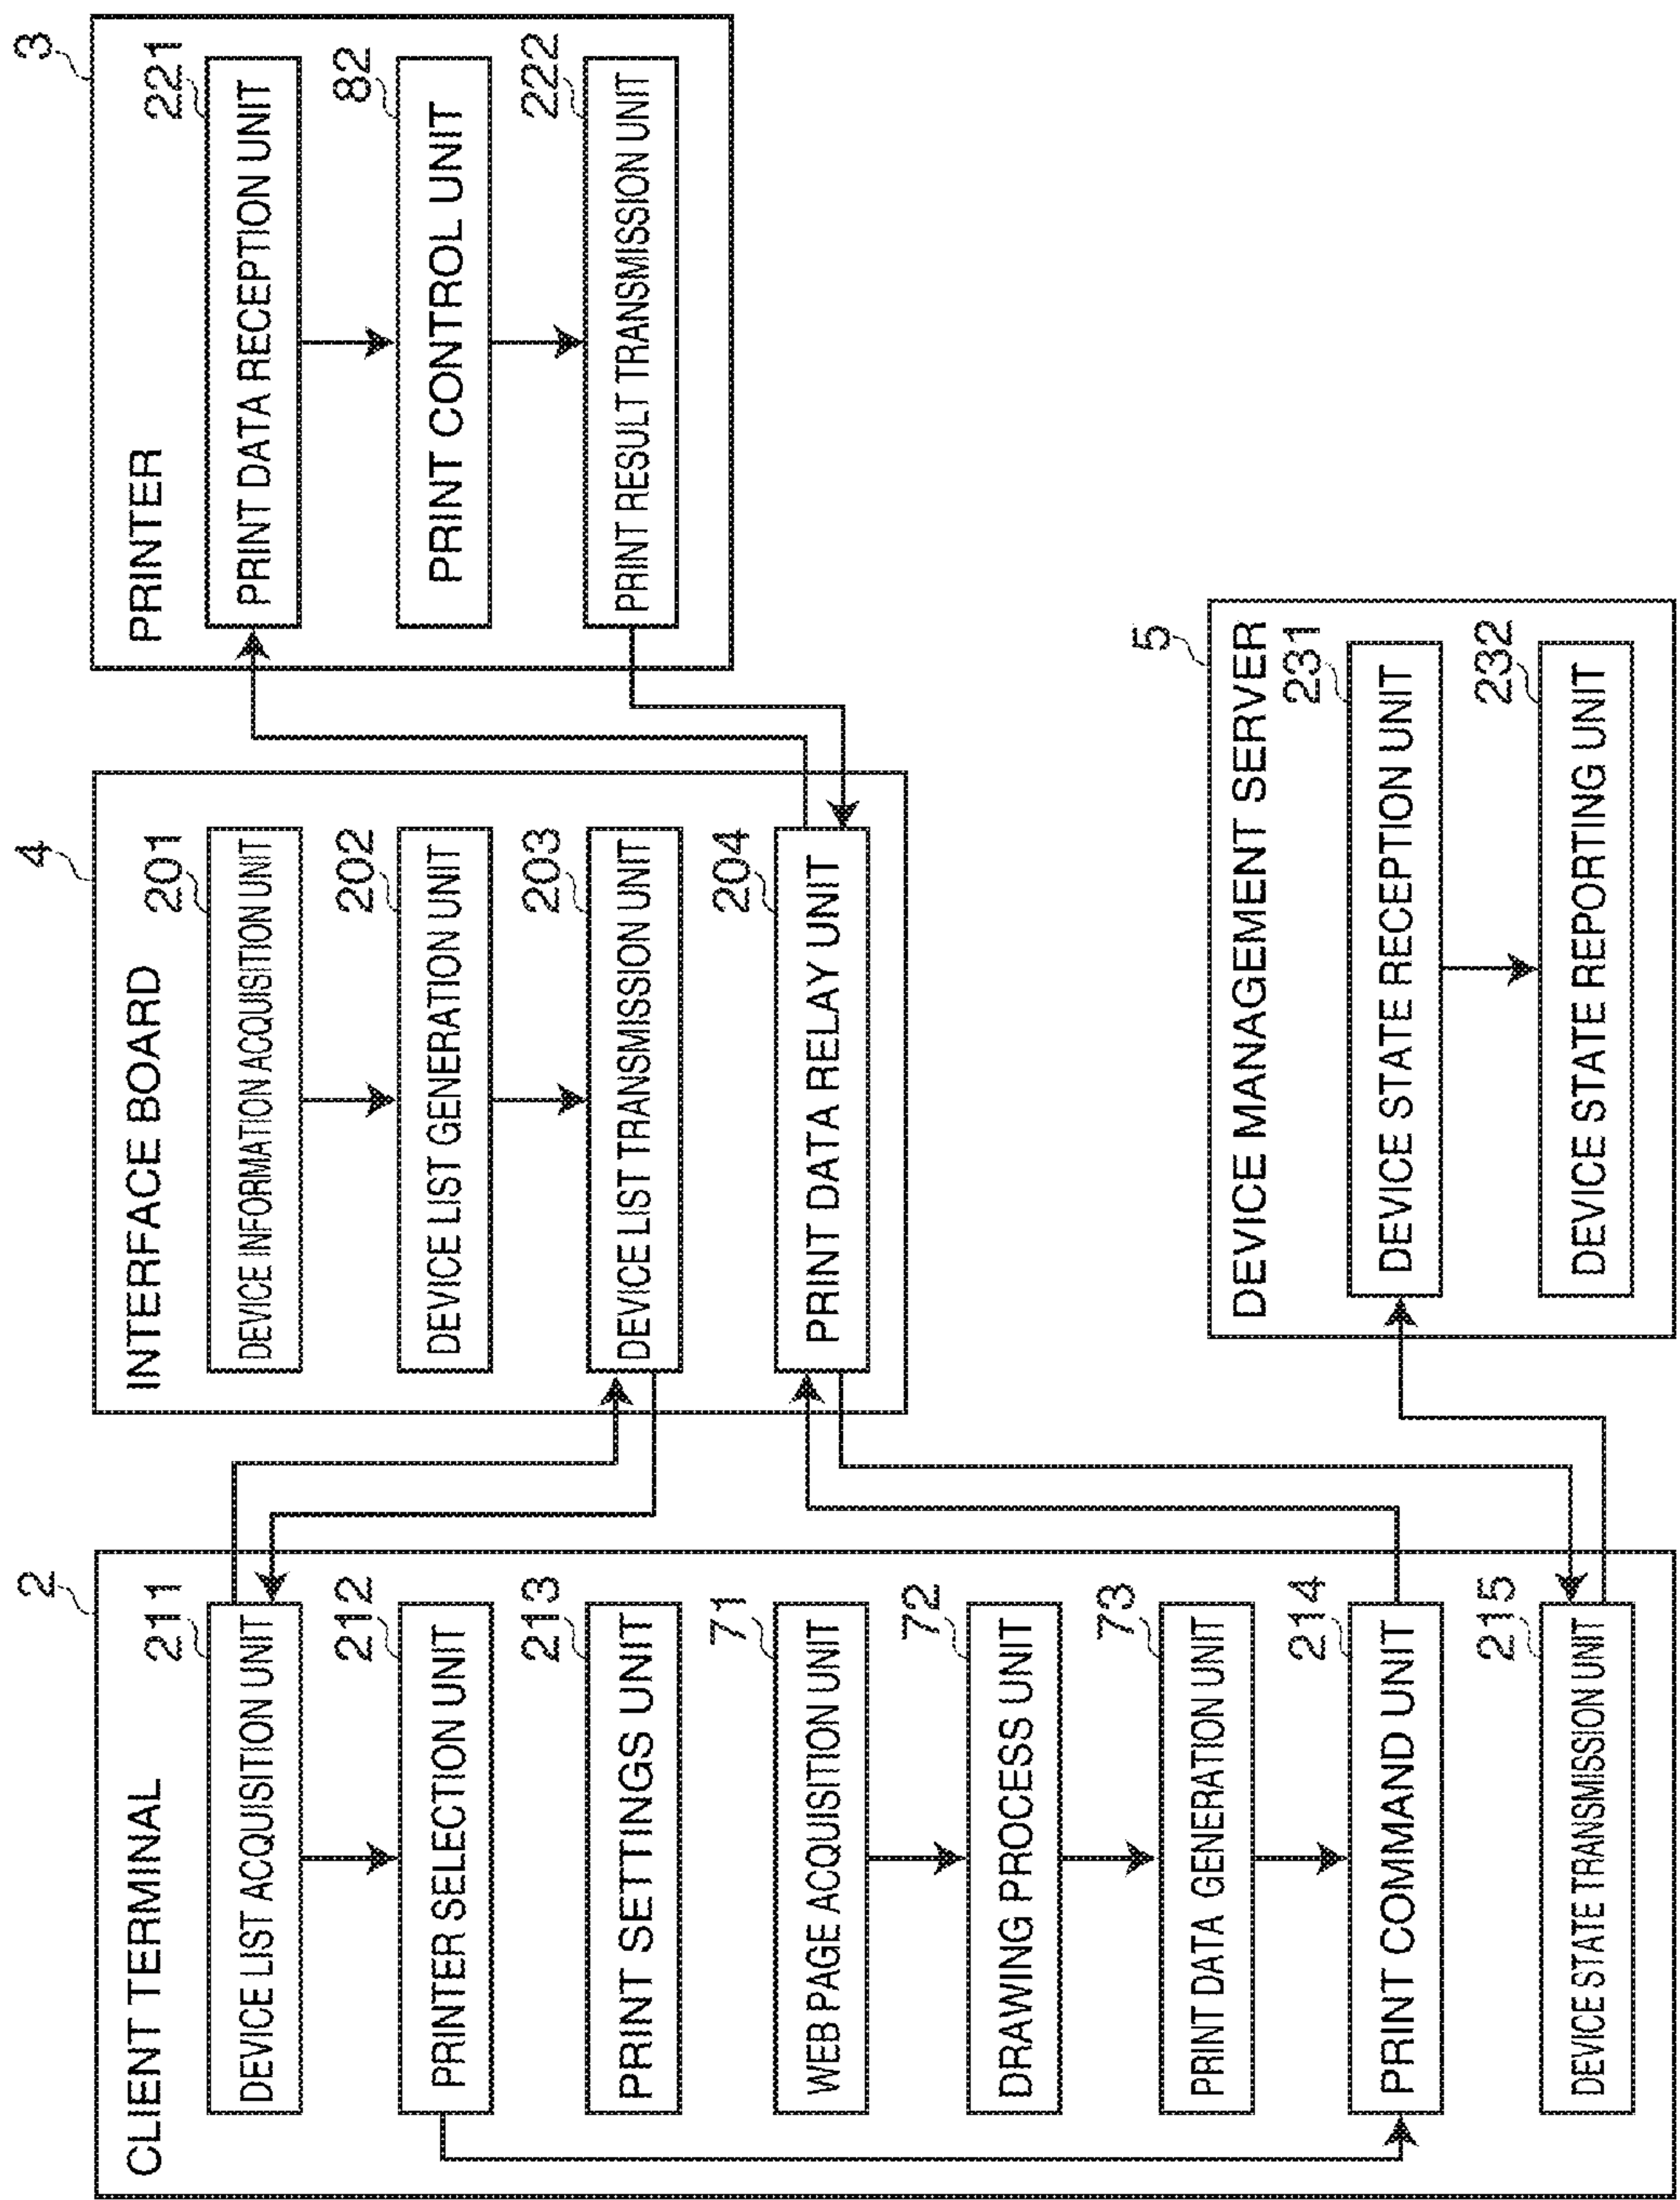 2
CLIENT TERMINAL
211
DEVICE LIST ACQUISITION UNIT
212
PRINTER SELECTION UNIT
213
PRINT SETTINGS UNIT
71
WEB PAGE ACQUISITION UNIT
72
DRAWING PROCESS UNIT
73
PRINT DATA GENERATION UNIT
214
PRINT COMMAND UNIT
215
DEVICE STATE TRANSMISSION UNIT
4
INTERFACE BOARD
201
DEVICE INFORMATION ACQUISITION UNIT
202
DEVICE LIST GENERATION UNIT
203
DEVICE LIST TRANSMISSION UNIT
204
PRINT DATA RELAY UNIT
3
PRINTER
221
PRINT DATA RECEPTION UNIT
82
PRINT CONTROL UNIT
222
PRINT RESULT TRANSMISSION UNIT
5
DEVICE MANAGEMENT SERVER
231
DEVICE STATE RECEPTION UNIT
232
DEVICE STATE REPORTING UNIT